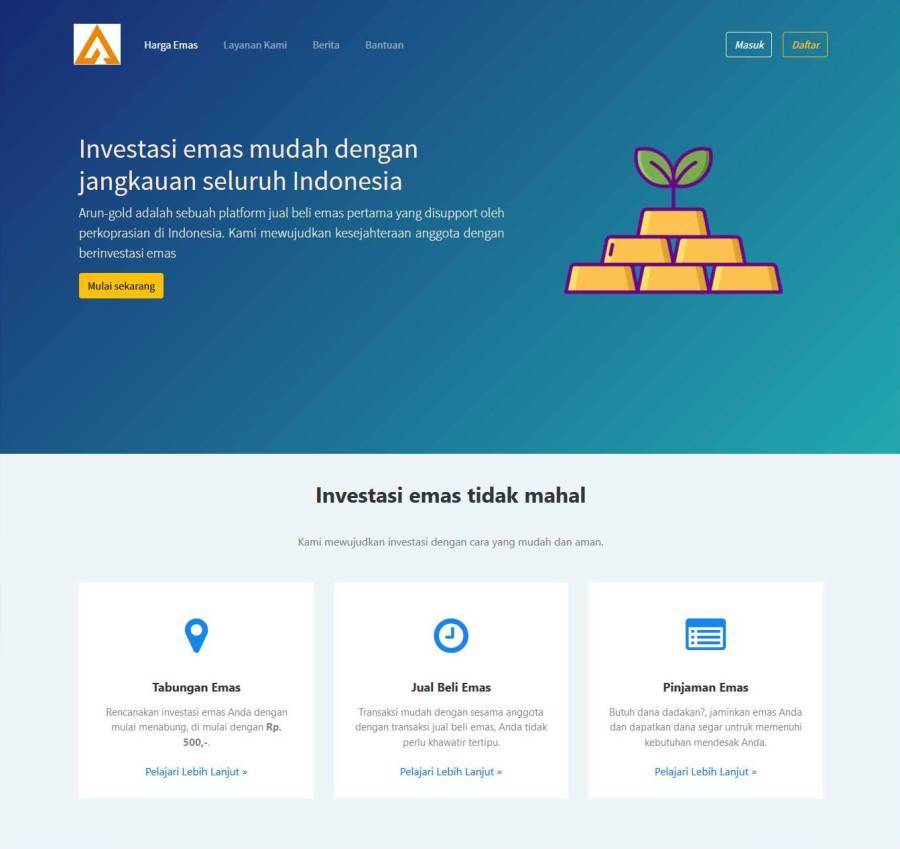 Harga Emas Layanan Kami Berita Bantuan Masuk Daftar
Investasi emas mudah dengan
jangkauan seluruh Indonesia
Arun-gold adalah sebuah platform jual beli emas pertama yang disupport oleh
perkoprasian di Indonesia. Kami mewujudkan kesejahteraan anggota dengan
berinvestasi emas
Mulai sekarang
Investasi emas tidak mahal
Kami mewujudkan investasi dengan cara yang mudah dan aman.
Tabungan Emas
Rencanakan investasi emas Anda dengan
mulai menabung, di mulai dengan Rp.
500,-.
Pelajari Lebih Lanjut »
Jual Beli Emas
Transaksi mudah dengan sesama anggota
dengan transaksi jual beli emas, Anda tidak
perlu khawatir tertipu.
Pelajari Lebih Lanjut »
Pinjaman Emas
Butuh dana dadakan?, jaminkan emas Anda
dan dapatkan dana segar untruk memenuhi
kebutuhan mendesak Anda.
Pelajari Lebih Lanjut »